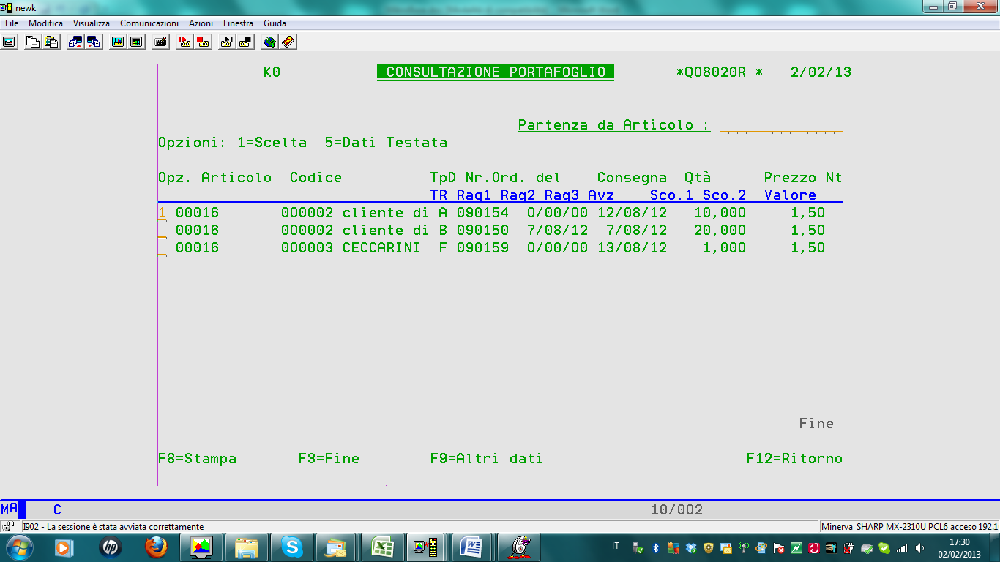 newk
File Modifica Visualizza Comunicazioni Azioni Finestra Guida
K0 CONSULTAZIONE PORTAFOGLIO *Q08020R * 2/02/13
Partenza da Articolo :
Opzioni: 1=Scelta 5=Dati Testata
Opz. Articolo Codice TpD Nr.Ord. del Consegna Qtà Prezzo Nt
TR Rag1 Rag2 Rag3 Avz Sco.1 Sco.2 Valore
1 00016 000002 cliente di A 090154 0/00/00 12/08/12 10,000 1,50
00016 000002 cliente di B 090150 7/08/12 7/08/12 20,000 1,50
00016 000003 CECCARINI F 090159 0/00/00 13/08/12 1,000 1,50
Fine
F8=Stampa F3=Fine F9=Altri dati F12=Ritorno
MA C 10/002
I902 - La sessione è stata avviata correttamente Minerva_SHARP MX-2310U PCL6 acceso 192.16
IT 17:30
02/02/2013